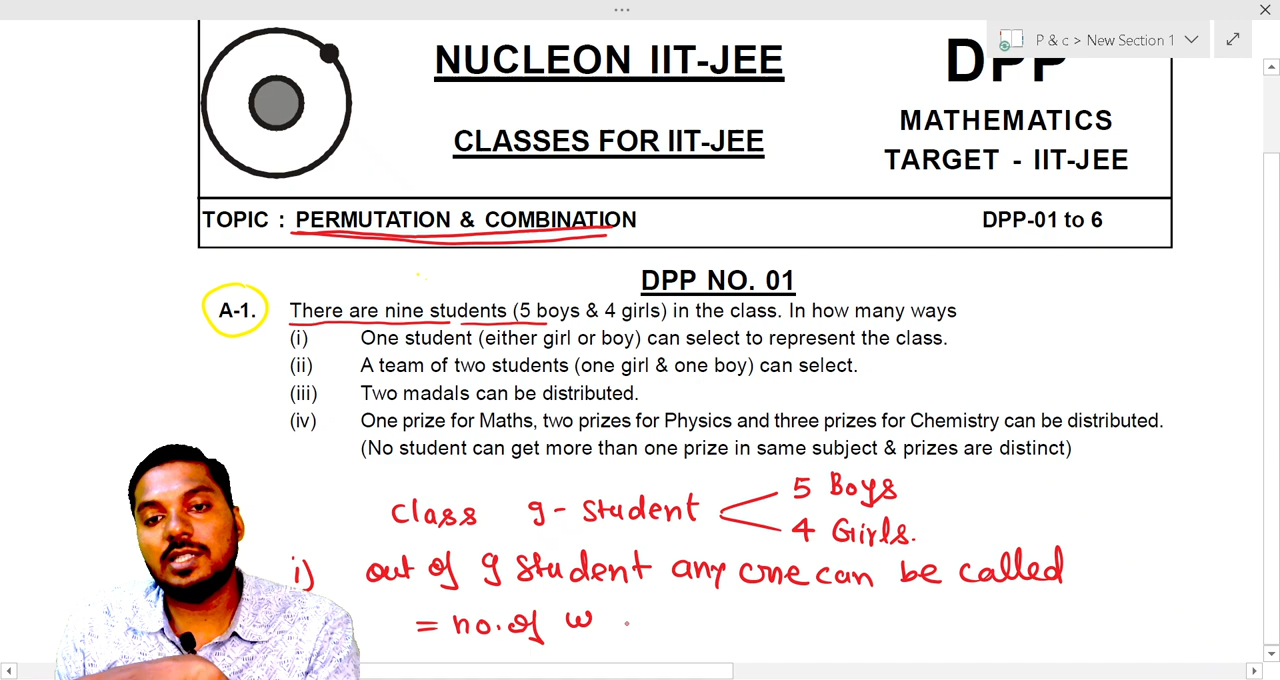 P & c > New Section 1
NUCLEON IIT-JEE
CLASSES FOR IIT-JEE
DPP
MATHEMATICS
TARGET - IIT-JEE
TOPIC : PERMUTATION & COMBINATION DPP-01 to 6
DPP NO. 01
A-1. There are nine students (5 boys & 4 girls) in the class. In how many ways
(i) One student (either girl or boy) can select to represent the class.
(ii) A team of two students (one girl & one boy) can select.
(iii) Two madals can be distributed.
(iv) One prize for Maths, two prizes for Physics and three prizes for Chemistry can be distributed.
(No student can get more than one prize in same subject & prizes are distinct)
class 9- student
5 Boys
4 Girls.
i) out of 9 student any one can be called
= no. of w